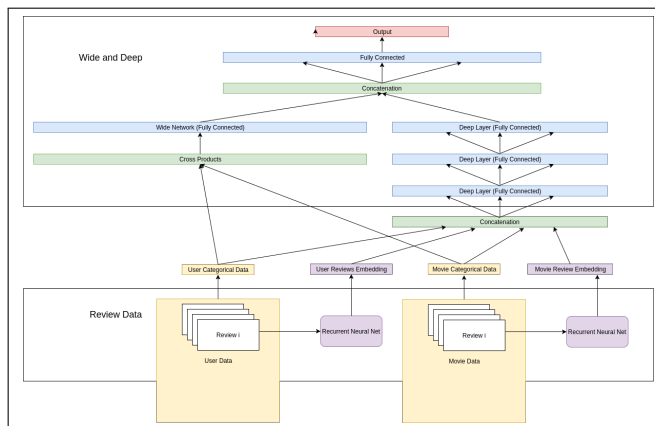 Output
Wide and Deep
Fully Connected
Concatenation
Wide Network (Fully Connected)
Deep Layer (Fully Connected)
Cross Products
Deep Layer (Fully Connected)
Deep Layer (Fully Connected)
Concatenation
User Categorical Data
User Reviews Embedding
Movie Categorical Data
Movie Review Embedding
Review Data
Review i
Recurrent Neural Net
Review i
Recurrent Neural Net
User Data
Movie Data